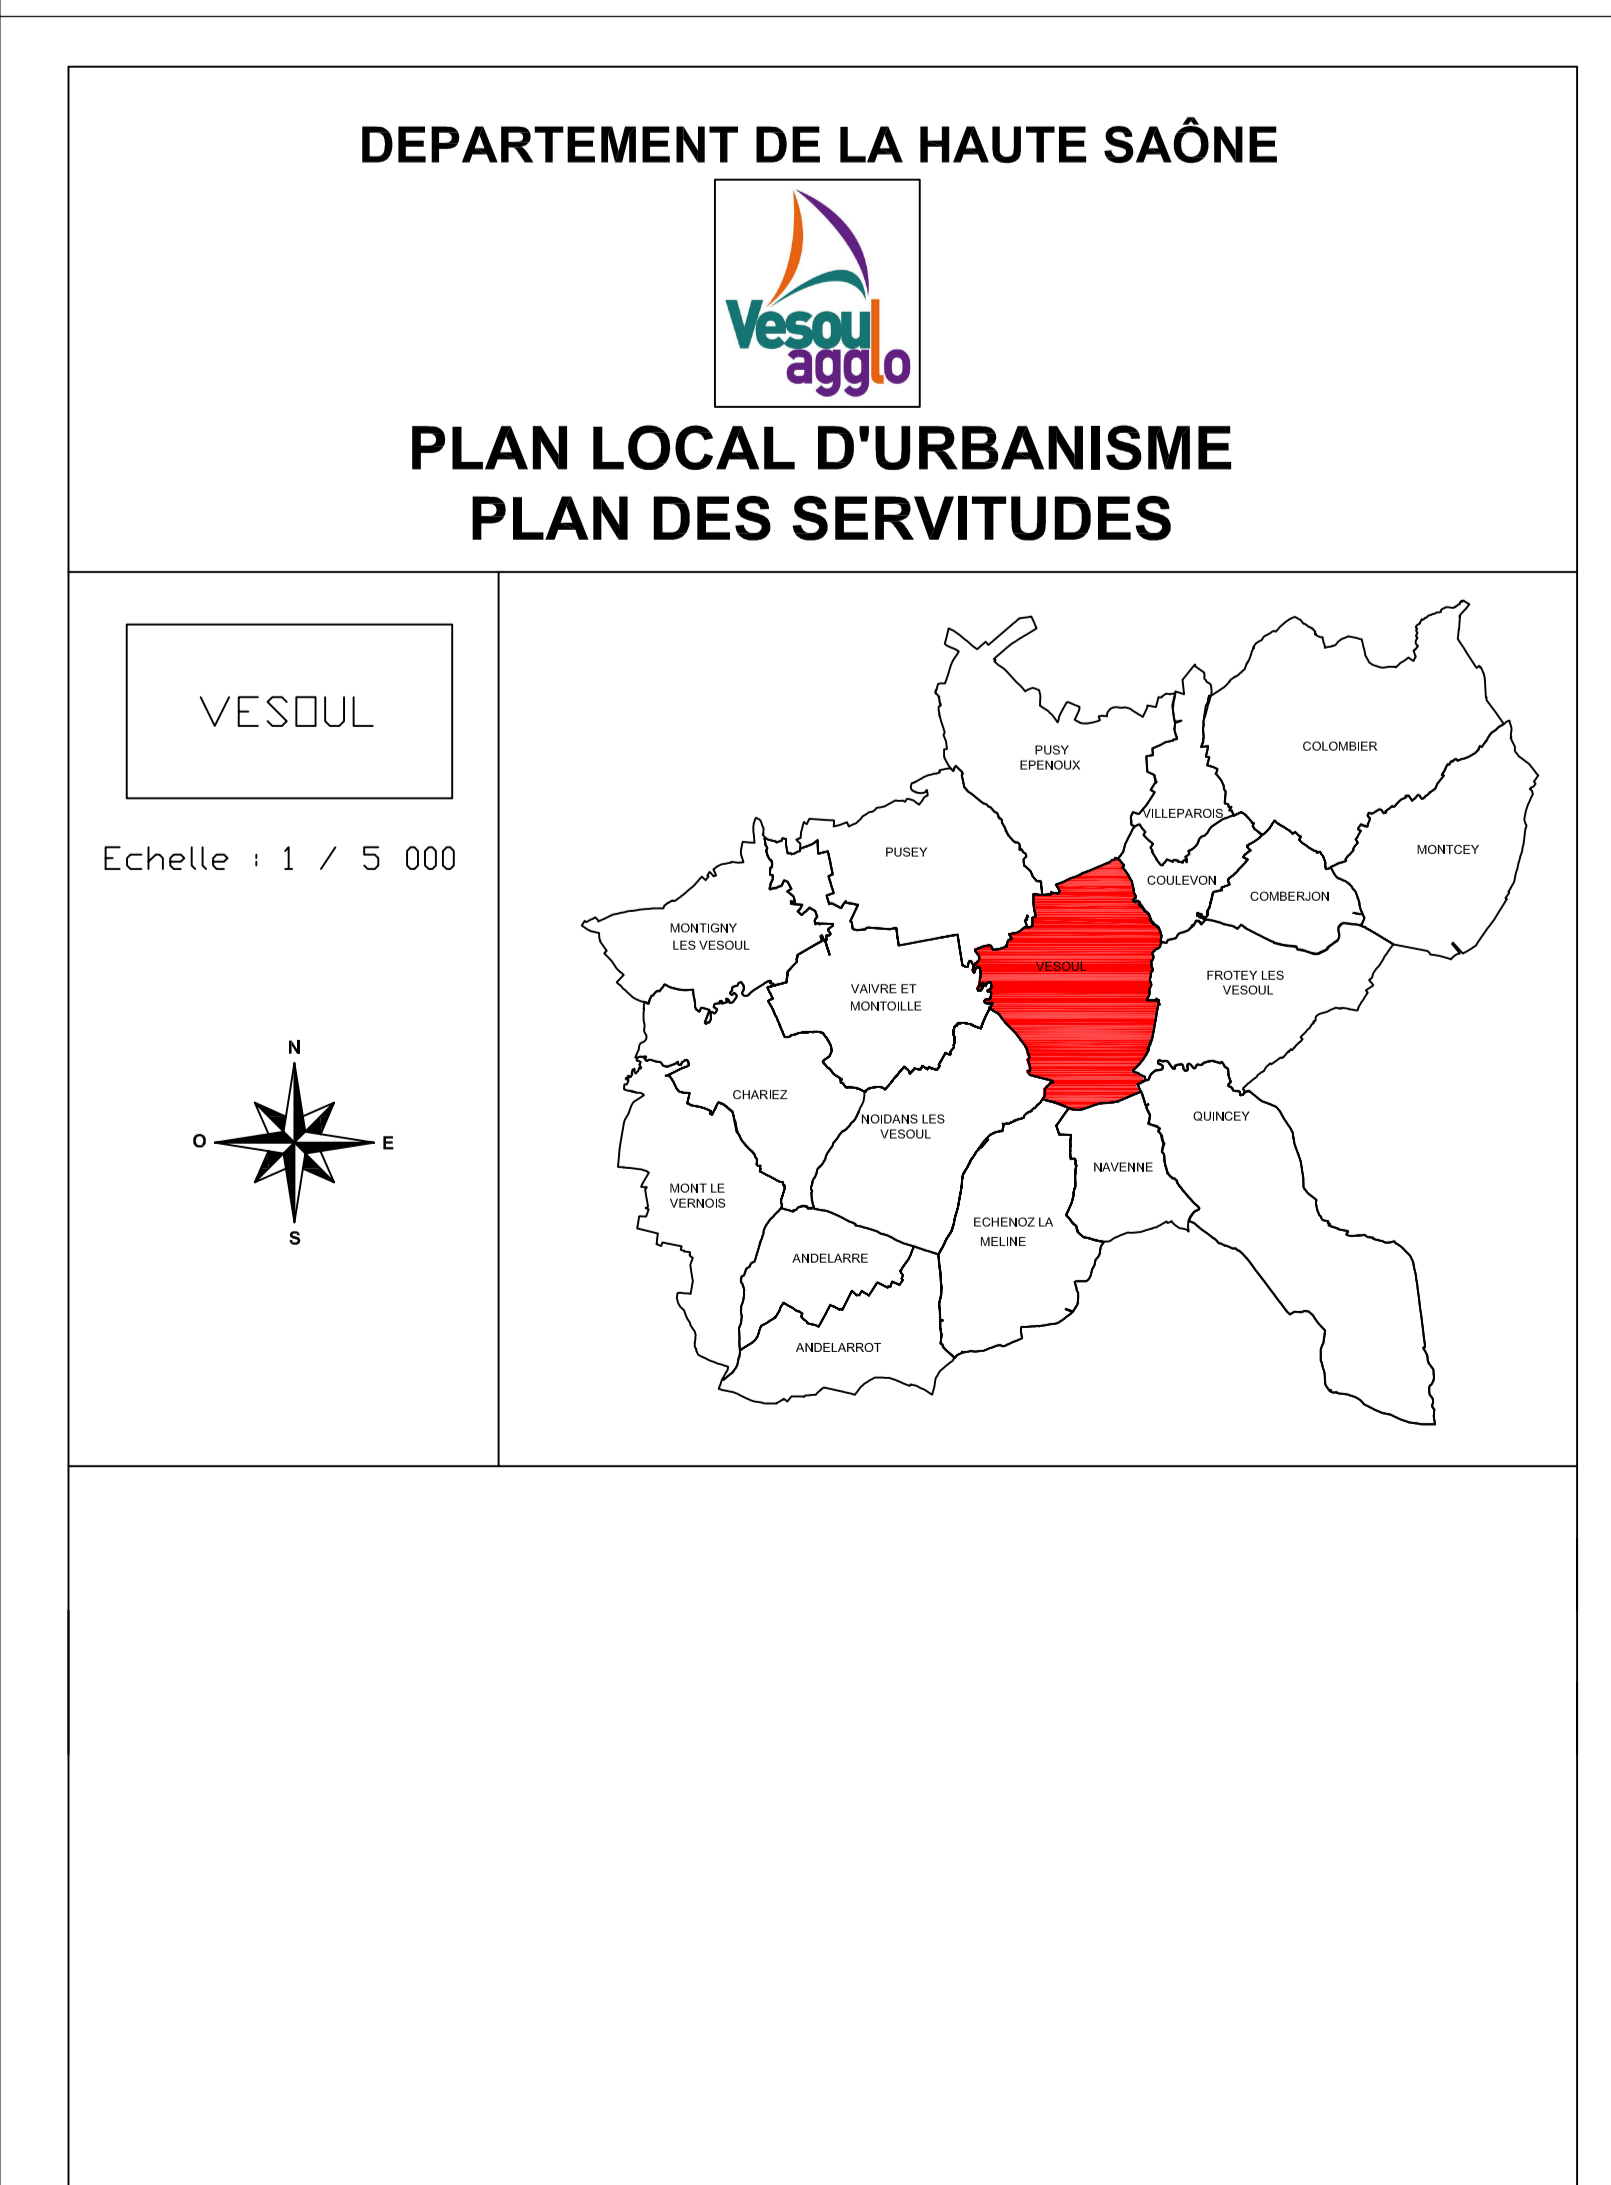 DEPARTEMENT DE LA HAUTE SAÔNE
Vesoul
agglo
PLAN LOCAL D'URBANISME
PLAN DES SERVITUDES
VESOUL
Echelle : 1 / 5 000
N
O
E
S
PUSY
EPENOUX
COLOMBIER
VILLEPAROIS
PUSEY
MONTCEY
COULEVON
COMBERJON
MONTIGNY
LES VESOUL
VESOUL
FROTEY LES
VESOUL
VAIVRE ET
MONTOILLE
CHARIEZ
NOIDANS LES
VESOUL
QUINCEY
NAVENNE
MONT LE
VERNOIS
ECHENOZ LA
MELINE
ANDELARRE
ANDELARROT